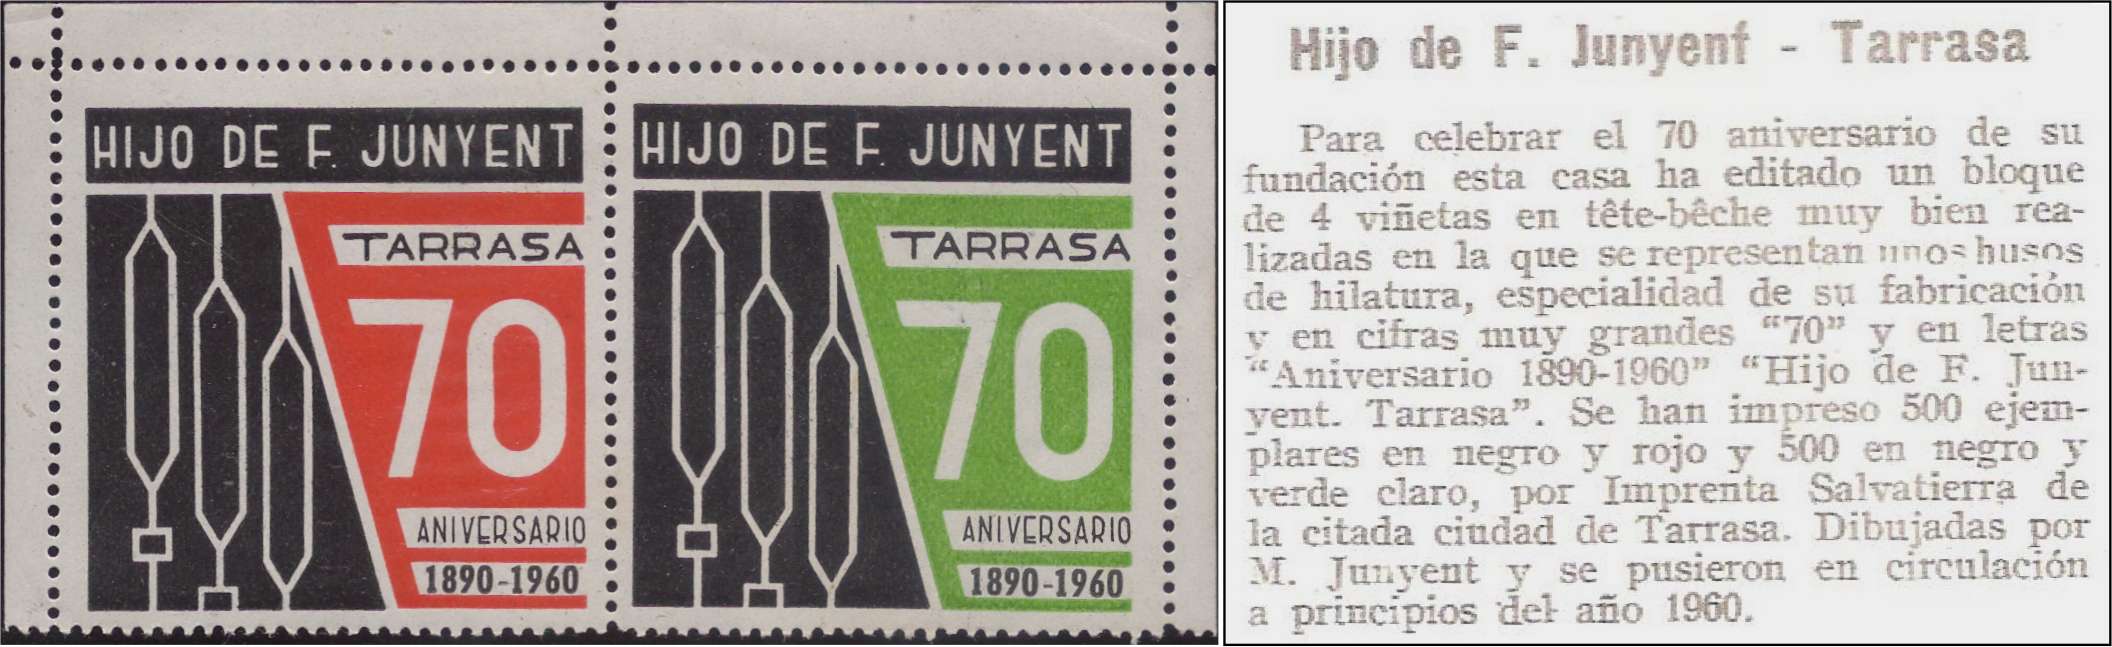 HIJO DE F. JUNYENT
TARRASA
70
ANIVERSARIO
1890-1960
HIJO DE F. JUNYENT
TARRASA
70
ANIVERSARIO
1890-1960
Hijo de F. Junyent - Tarrasa
Para celebrar el 70 aniversario de su
fundación esta casa ha editado un bloque
de 4 viñetas en tête-bêche muy bien rea-
lizadas en la que se representan unos husos
de hilatura, especialidad de su fabricación
y en cifras muy grandes “70” y en letras
“Aniversario 1890-1960” “Hijo de F. Jun-
yent. Tarrasa”. Se han impreso 500 ejem-
plares en negro y rojo y 500 en negro y
verde claro, por Imprenta Salvatierra de
la citada ciudad de Tarrasa. Dibujadas por
M. Junyent y se pusieron en circulación
a principios del año 1960.